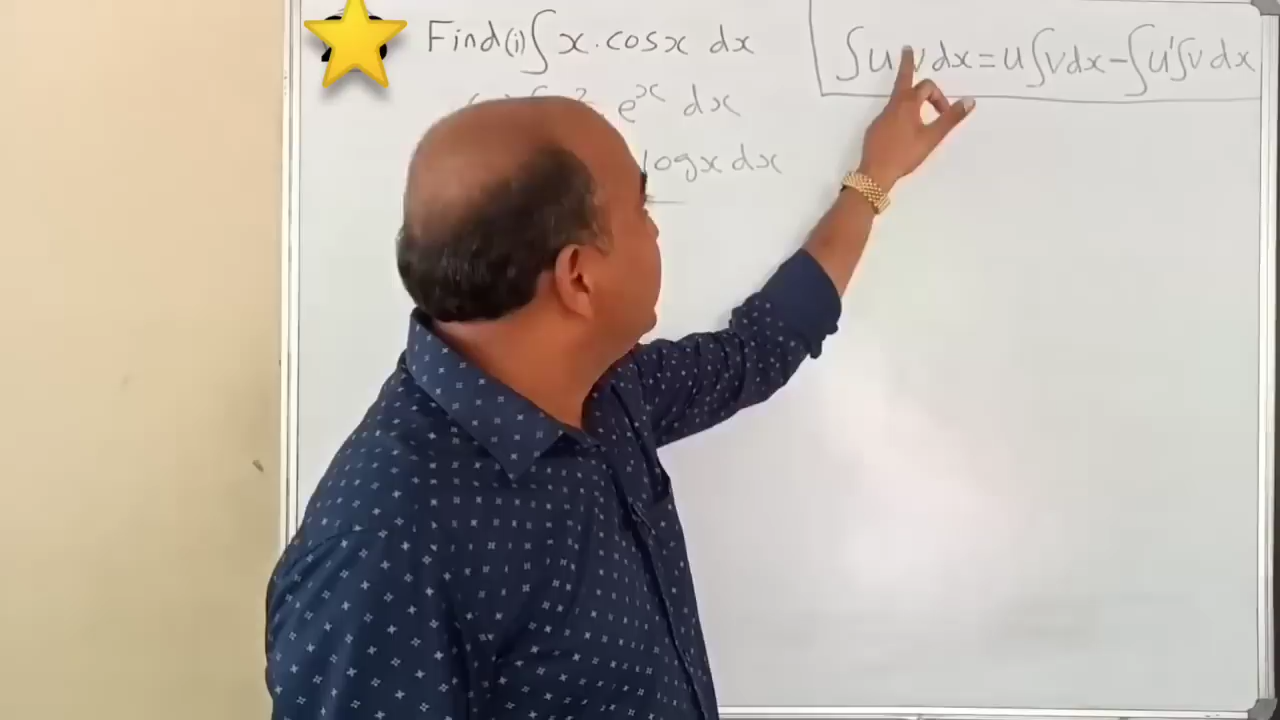 Find (i) ∫ x . cosx dx
∫u v dx = u ∫v dx - ∫u' ∫v dx
e^x dx
logx dx